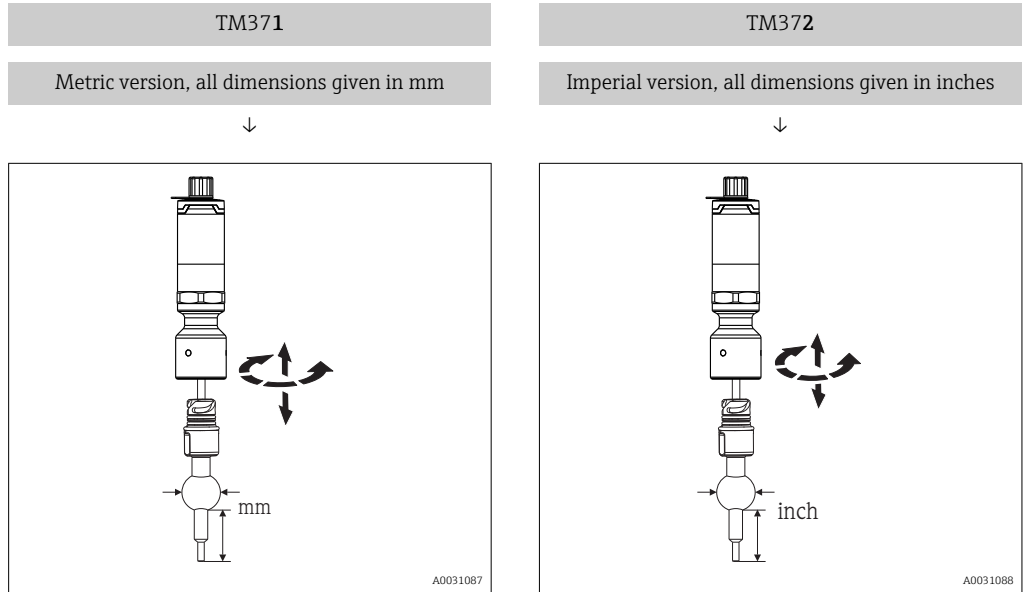 TM371
Metric version, all dimensions given in mm
↓
mm
A0031087
TM372
Imperial version, all dimensions given in inches
↓
inch
A0031088